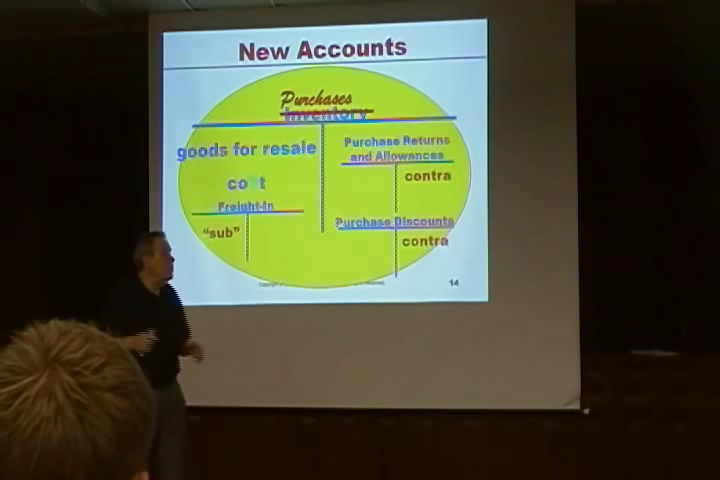 New Accounts
Purchases
Inventory
goods for resale
cost
Purchase Returns
and Allowances
contra
Freight-In
"sub"
Purchase Discounts
contra
14